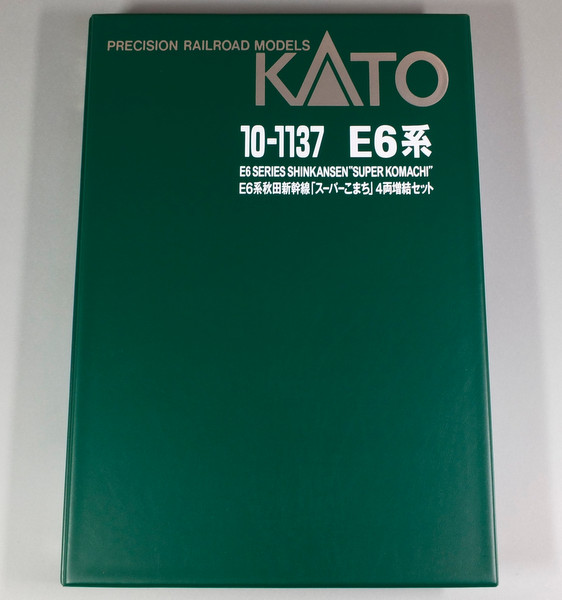 PRECISION RAILROAD MODELS
KATO
10-1137 E6系
E6 SERIES SHINKANSEN"SUPER KOMACHI"
E6系秋田新幹線「スーパーこまち」4両増結セット